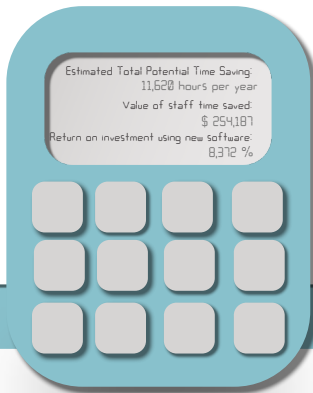 Estimated Total Potential Time Saving:
11,620 hours per year
Value of staff time saved:
$ 254,187
Return on investment using new software:
8,372 %